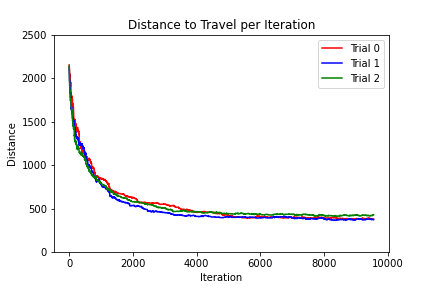 Distance to Travel per Iteration
2500
2000
1500
1000
500
0
Distance
Trial 0
Trial 1
Trial 2
0 2000 4000 6000 8000 10000
Iteration